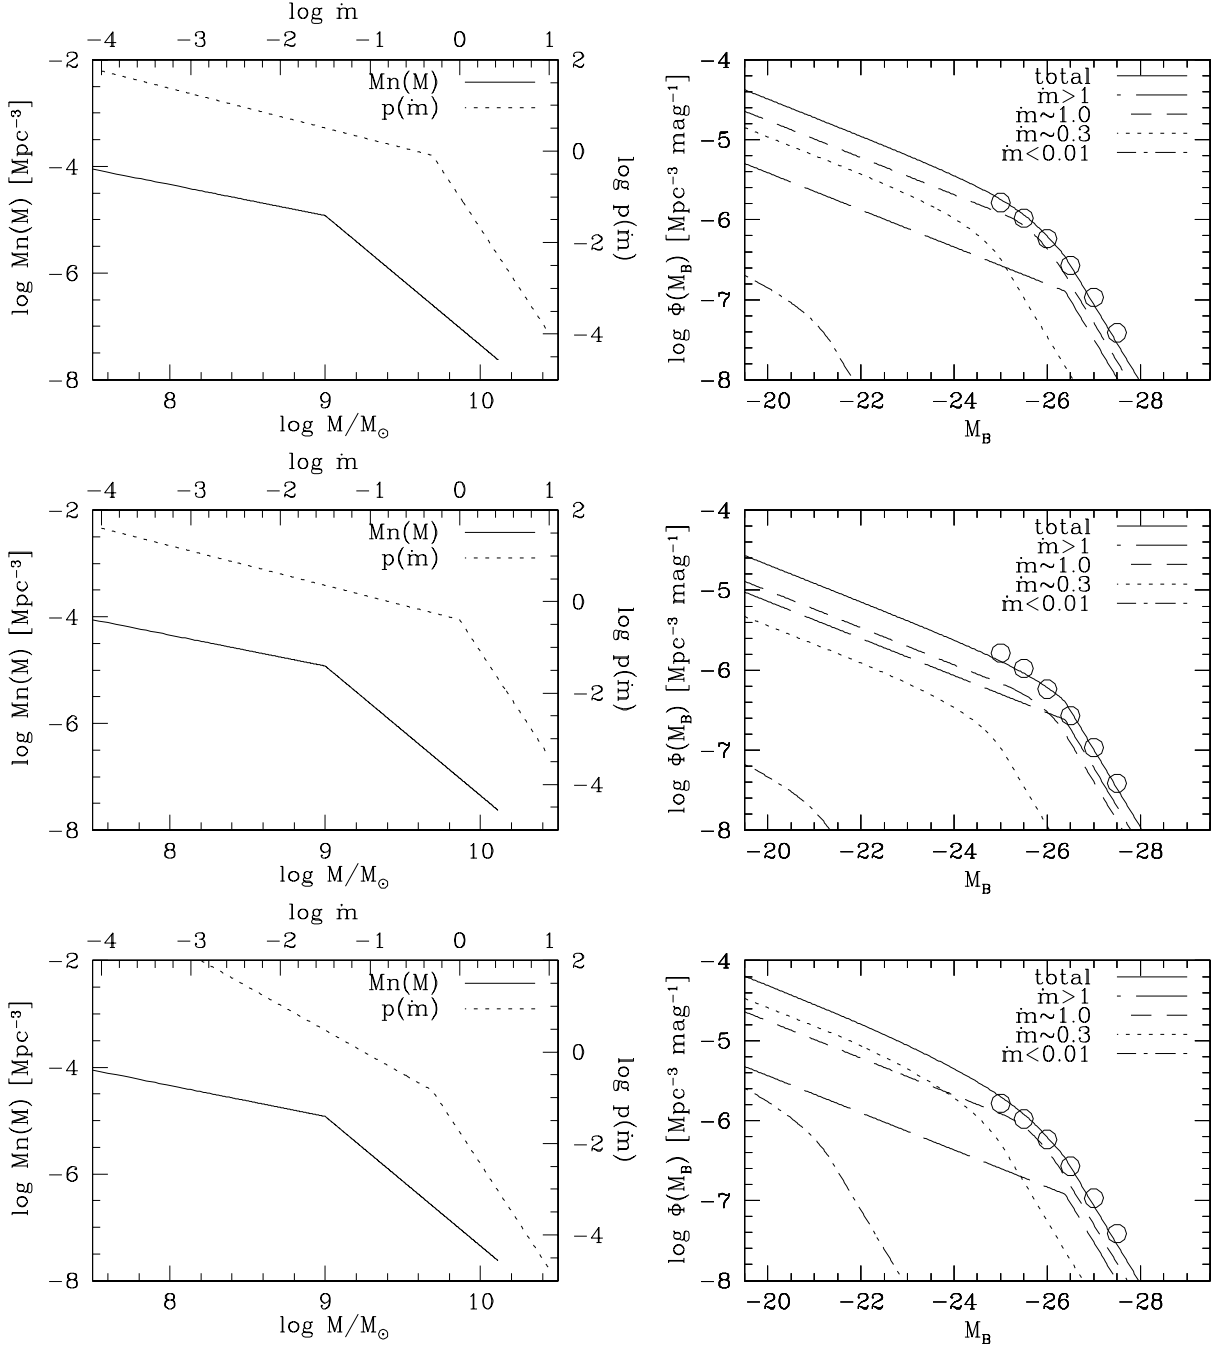 log ṁ
−4 −3 −2 −1 0 1
−2 −4 −6 −8
log Mn(M) [Mpc⁻³]
Mn(M)
p(ṁ)
2 0 −2 −4
log p(ṁ)
8 9 10
log M/M⊙
−4 −5 −6 −7 −8
log Φ(M_B) [Mpc⁻³ mag⁻¹]
total
ṁ>1
ṁ~1.0
ṁ~0.3
ṁ<0.01
−20 −22 −24 −26 −28
M_B
log ṁ
−4 −3 −2 −1 0 1
−2 −4 −6 −8
log Mn(M) [Mpc⁻³]
Mn(M)
p(ṁ)
2 0 −2 −4
log p(ṁ)
8 9 10
log M/M⊙
−4 −5 −6 −7 −8
log Φ(M_B) [Mpc⁻³ mag⁻¹]
total
ṁ>1
ṁ~1.0
ṁ~0.3
ṁ<0.01
−20 −22 −24 −26 −28
M_B
log ṁ
−4 −3 −2 −1 0 1
−2 −4 −6 −8
log Mn(M) [Mpc⁻³]
Mn(M)
p(ṁ)
2 0 −2 −4
log p(ṁ)
8 9 10
log M/M⊙
−4 −5 −6 −7 −8
log Φ(M_B) [Mpc⁻³ mag⁻¹]
total
ṁ>1
ṁ~1.0
ṁ~0.3
ṁ<0.01
−20 −22 −24 −26 −28
M_B